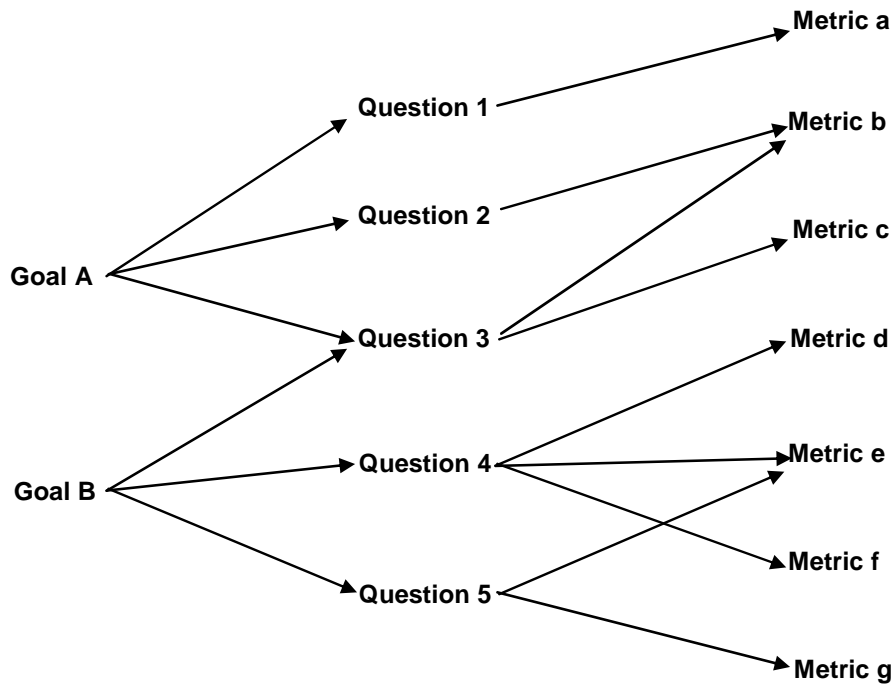 Metric a
Question 1
Metric b
Question 2
Metric c
Goal A
Question 3
Metric d
Question 4
Metric e
Goal B
Metric f
Question 5
Metric g